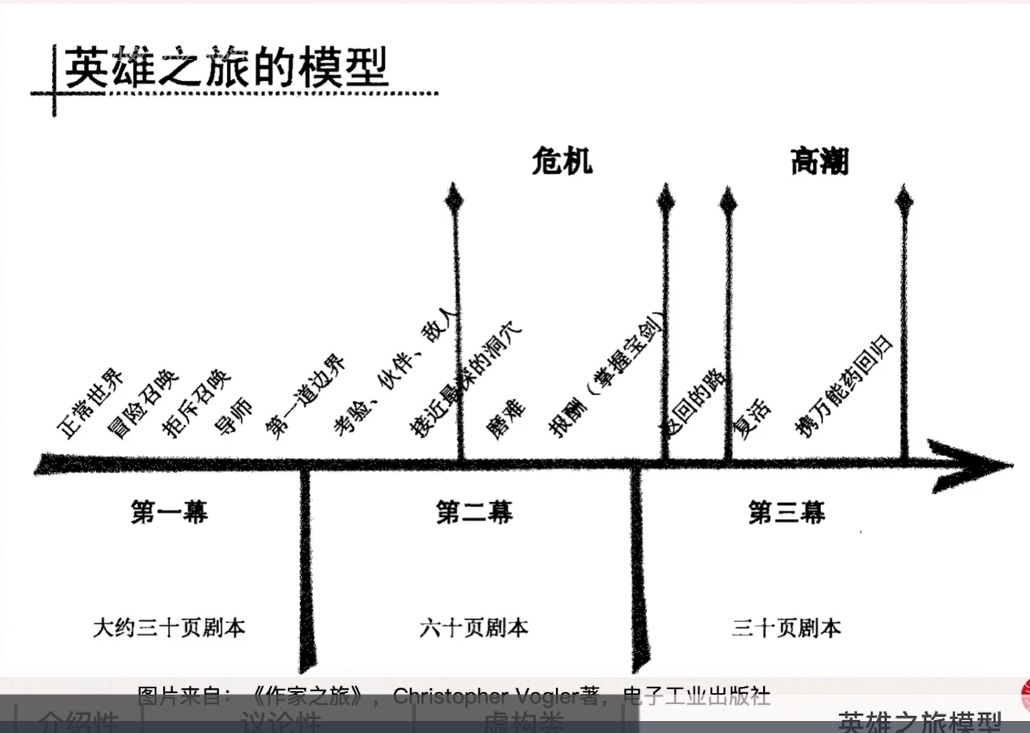 英雄之旅的模型
危机
高潮
正常世界
冒险召唤
拒斥召唤
导师
第一道边界
考验、伙伴、敌人
接近最深的洞穴
磨难
报酬（掌握宝剑）
返回的路
复活
携万能药回归
第一幕
第二幕
第三幕
大约三十页剧本
六十页剧本
三十页剧本
图片来自：《作家之旅》，Christopher Vogler著，电子工业出版社
介绍性
议论性
虚构类
英雄之旅模型